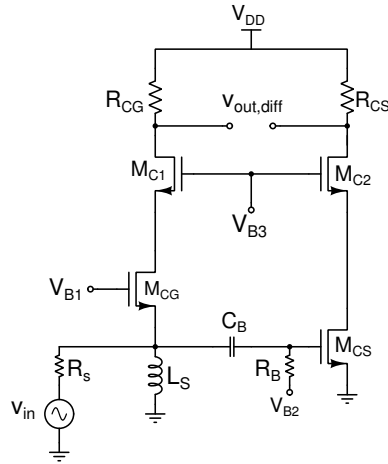 V_DD
R_CG
v_out,diff
R_CS
M_C1
M_C2
V_B3
V_B1
M_CG
C_B
M_CS
R_s
L_S
R_B
v_in
V_B2